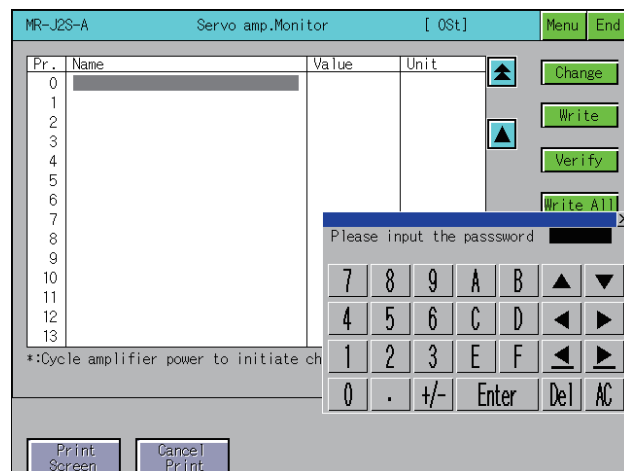 MR-J2S-A Servo amp.Monitor [ 0St] Menu End
Pr. Name Value Unit
Change
0
1
Write
2
3
4
Verify
5
6
Write All
7
Please input the passsword
8
9
10
11
12
13
7 8 9 A B ▲ ▼
4 5 6 C D ◀ ▶
1 2 3 E F ◀ ▶
0 . +/- Enter Del AC
*:Cycle amplifier power to initiate ch
Print
Screen
Cancel
Print